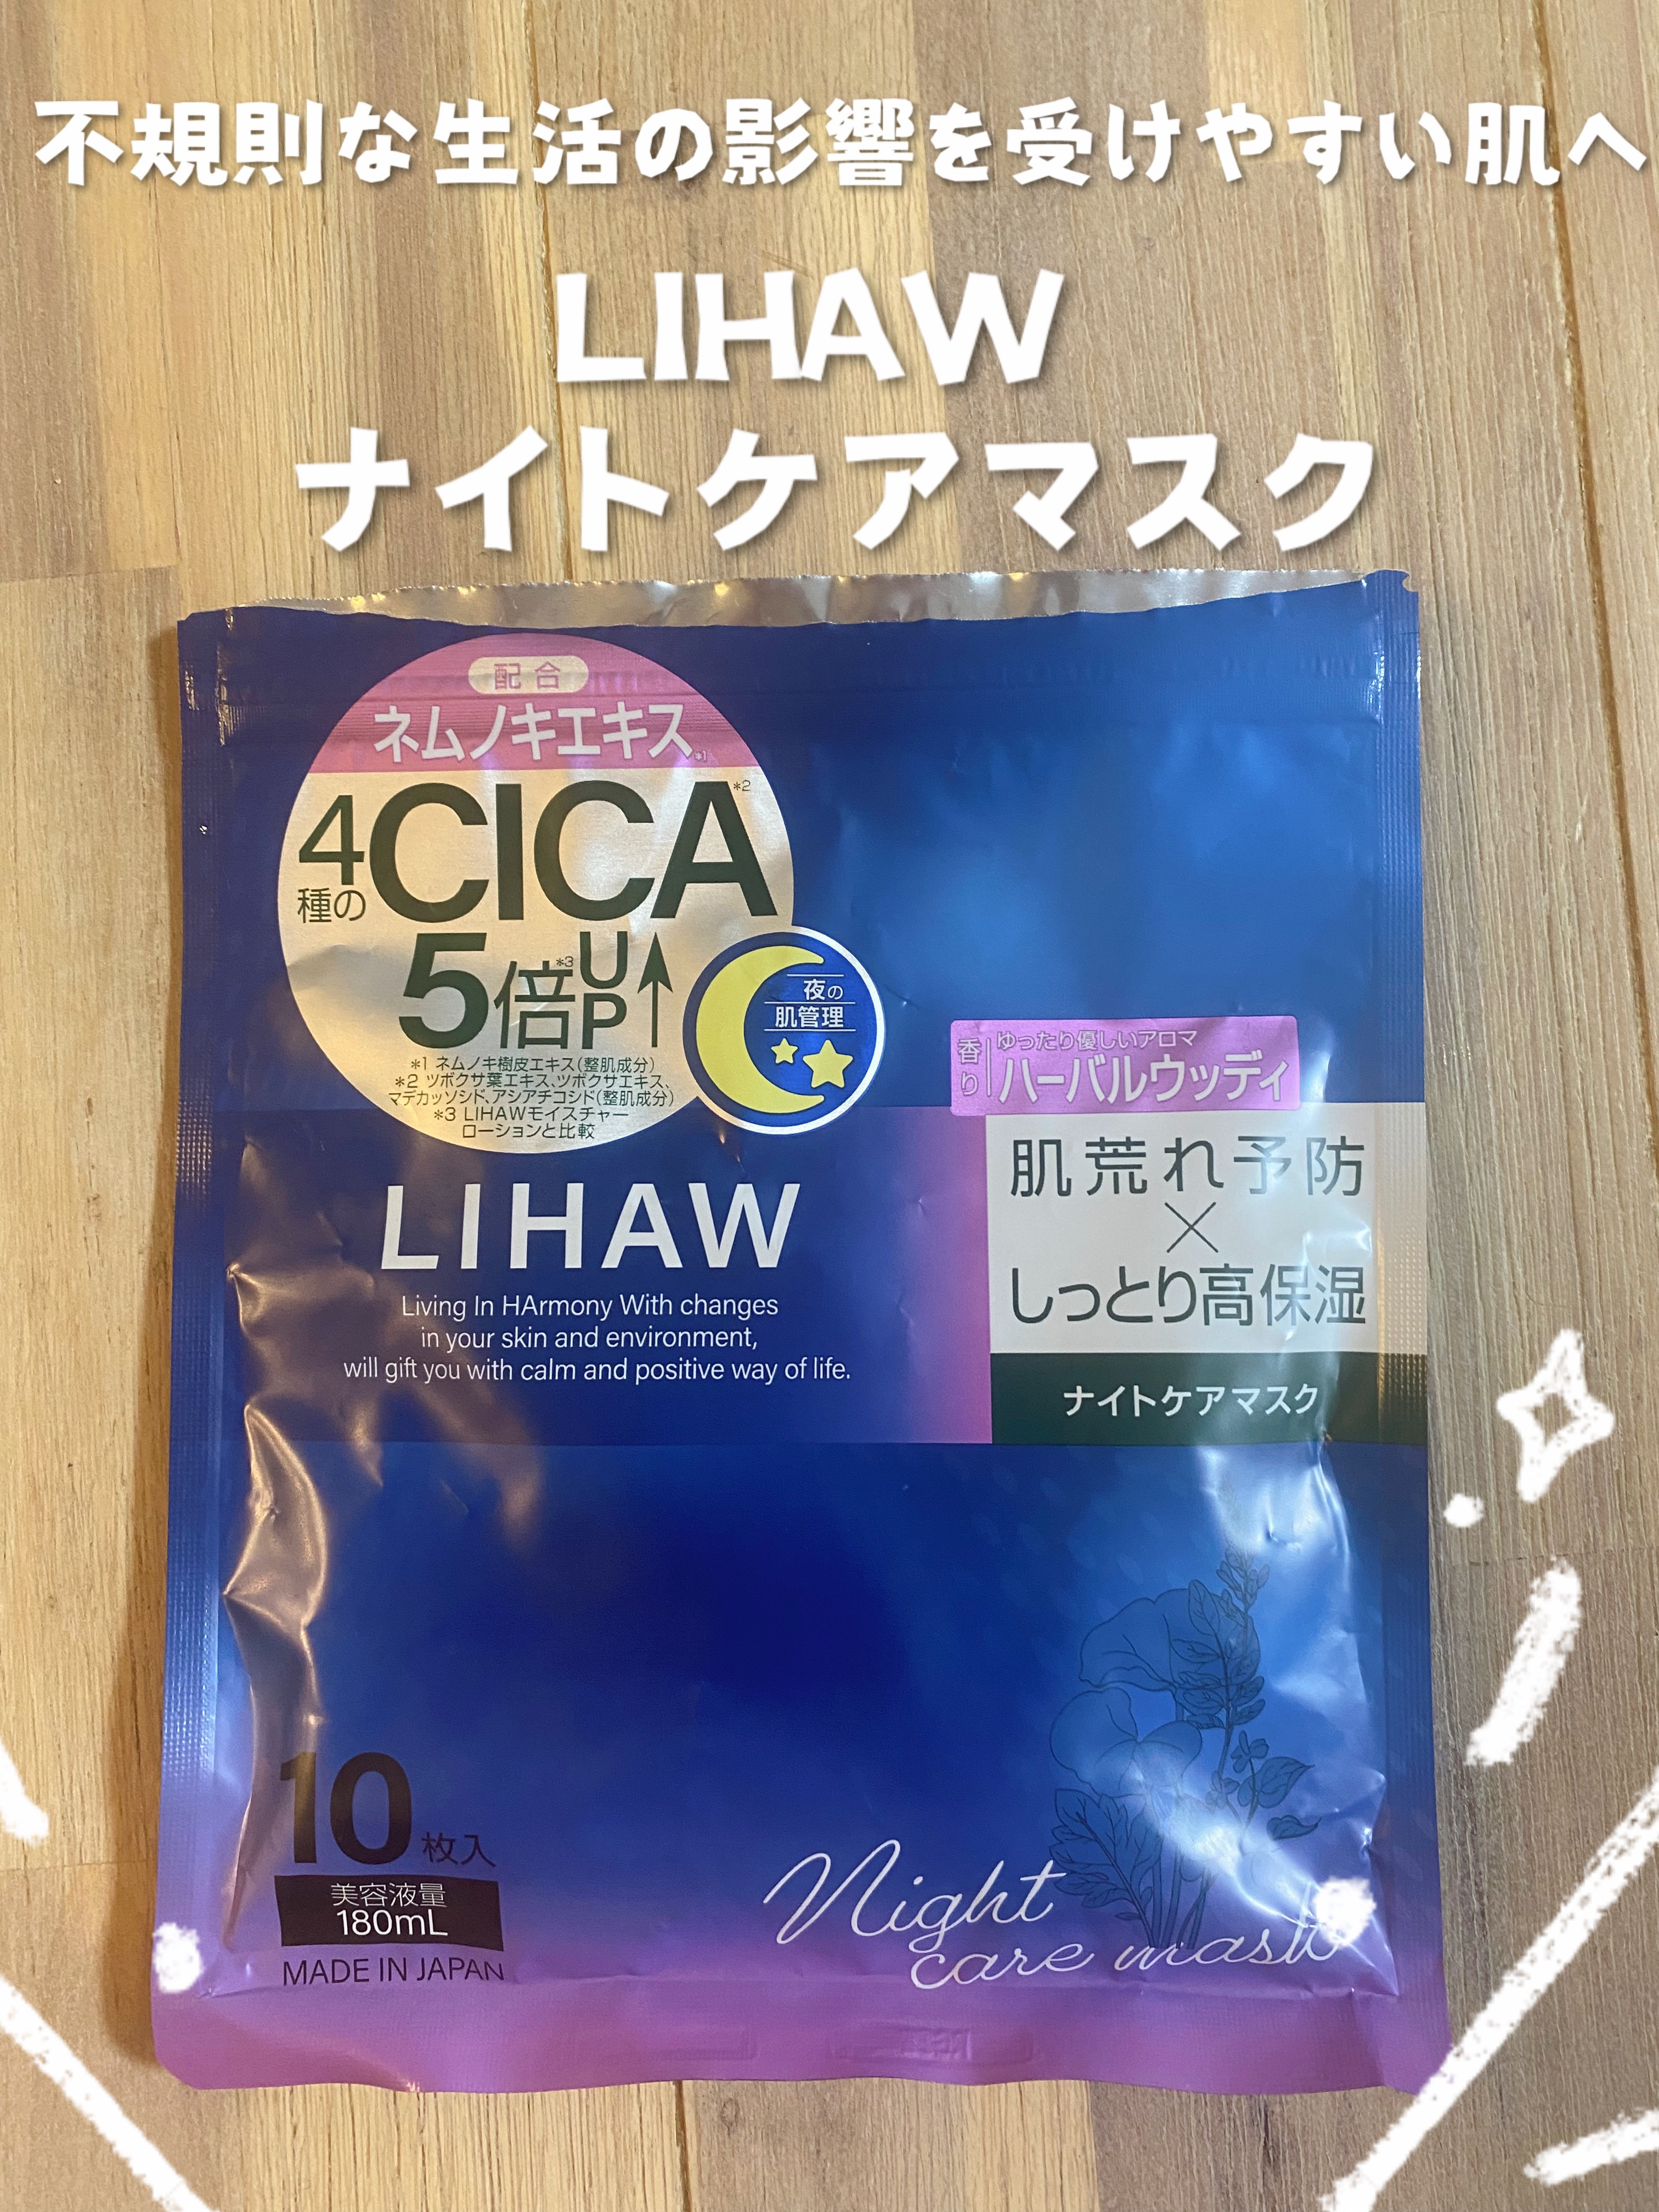 不規則な生活の影響を受けやすい肌へ
LIHAW
ナイトケアマスク
配合
ネムノキエキス*1
4種のCICA*2
5倍*3UP
*1 ネムノキ樹皮エキス(整肌成分)
*2 ツボクサ葉エキス、ツボクサエキス、
マデカッソシド、アシアチコシド(整肌成分)
*3 LIHAWモイスチャー
ローションと比較
夜の
肌管理
香り
ゆったり優しいアロマ
ハーバルウッディ
肌荒れ予防
×
しっとり高保湿
ナイトケアマスク
LIHAW
Living In HArmony With changes
in your skin and environment,
will gift you with calm and positive way of life.
10枚入
美容液量
180mL
MADE IN JAPAN
Night
care mask